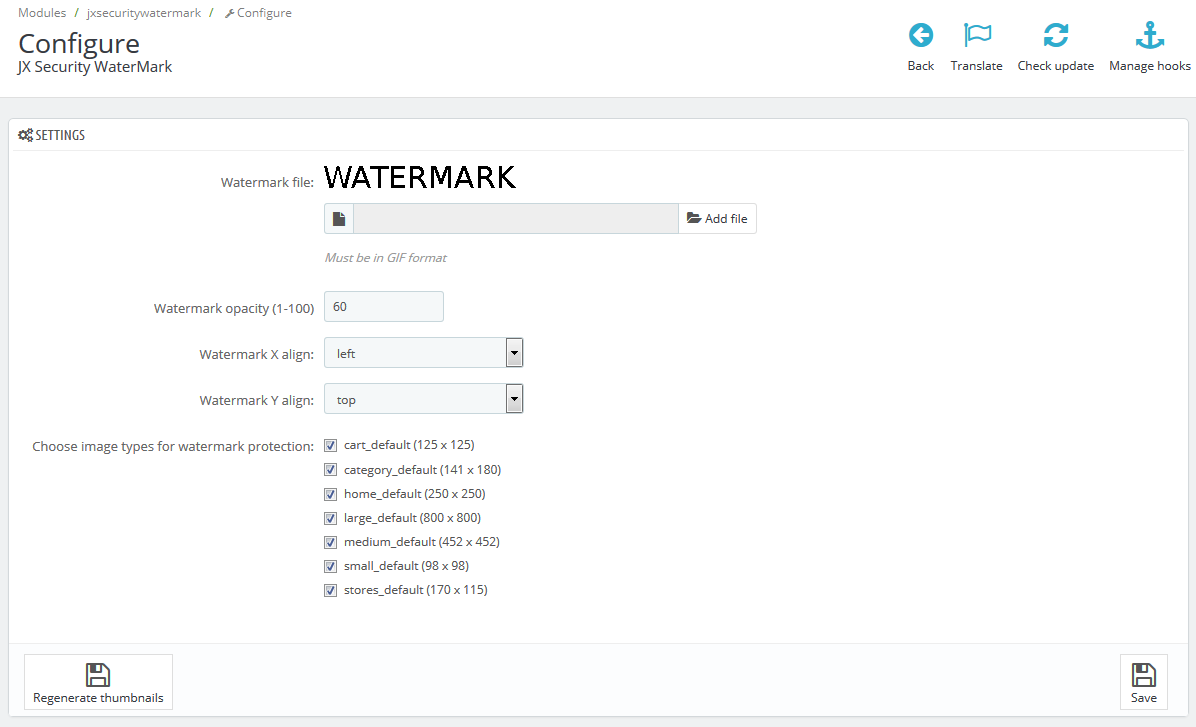 Modules / jxsecuritywatermark / Configure
Configure
JX Security WaterMark
Back Translate Check update Manage hooks
SETTINGS
Watermark file: WATERMARK
Add file
Must be in GIF format
Watermark opacity (1-100) 60
Watermark X align: left
Watermark Y align: top
Choose image types for watermark protection: cart_default (125 x 125)
category_default (141 x 180)
home_default (250 x 250)
large_default (800 x 800)
medium_default (452 x 452)
small_default (98 x 98)
stores_default (170 x 115)
Regenerate thumbnails Save